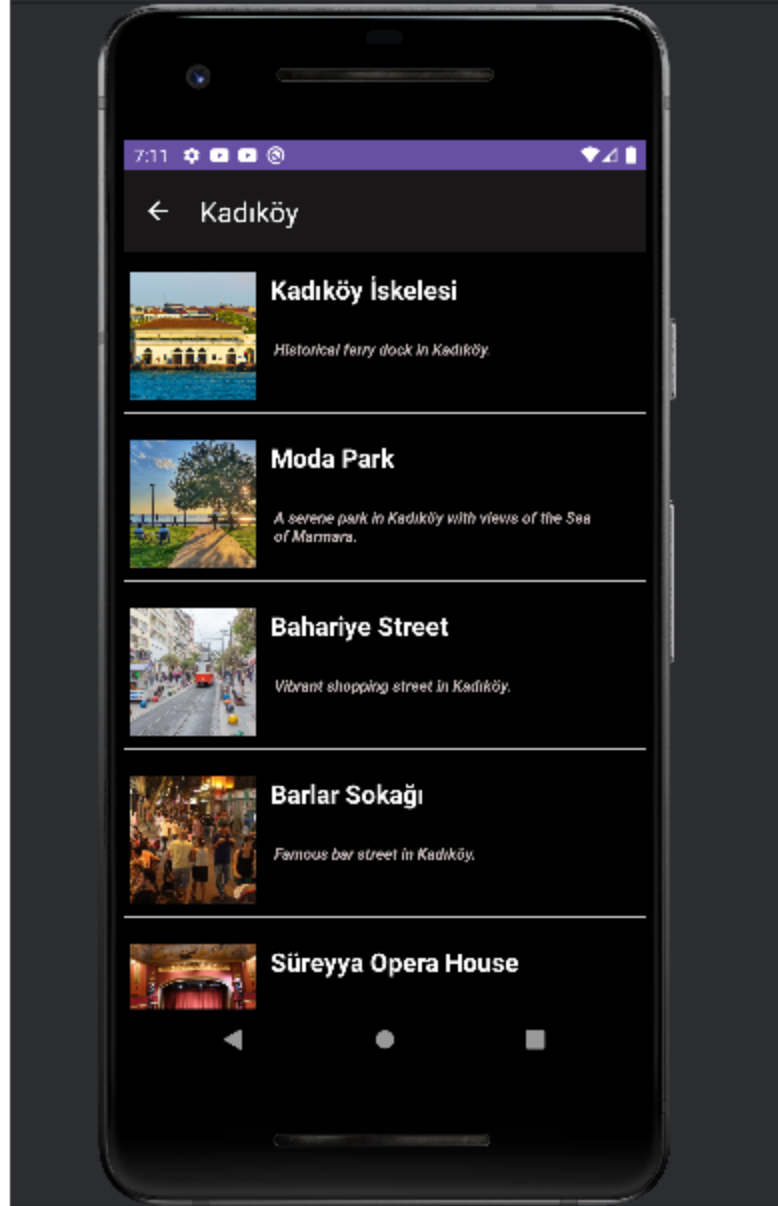 7:11
Kadıköy
Kadıköy İskelesi
Historical ferry dock in Kadıköy.
Moda Park
A serene park in Kadıköy with views of the Sea
of Marmara.
Bahariye Street
Vibrant shopping street in Kadıköy.
Barlar Sokağı
Famous bar street in Kadıköy.
Süreyya Opera House